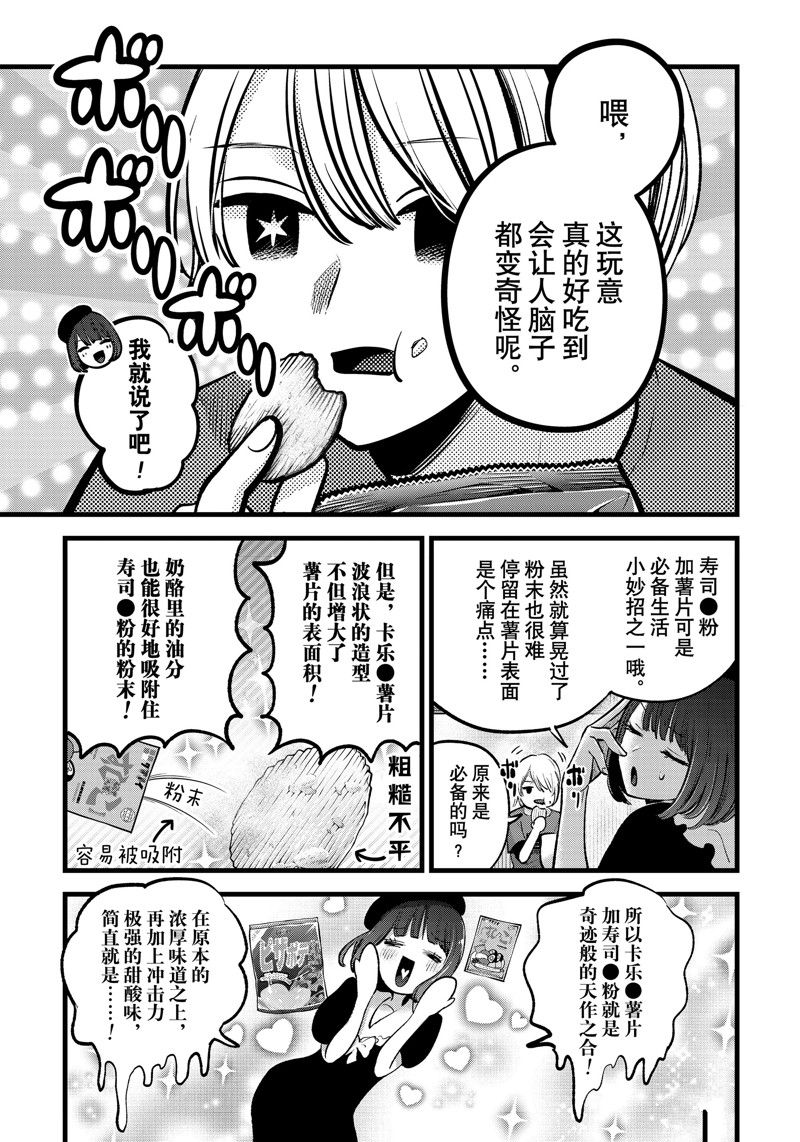 喂，
这玩意
真的好吃到
会让人脑子
都变奇怪呢。
ボリ
ボリ
ボリ
我就说了吧！
寿司●粉
加薯片可是
必备生活
小妙招之一哦。
虽然就算晃过了
粉末也很难
停留在薯片表面
是个痛点……
原来是
必备的吗？
ボリ
ボリ
但是，卡乐●薯片
波浪状的造型
不但增大了
薯片的表面积！
奶酪里的油分
也能很好地吸附住
寿司●粉的粉末！
粉末
容易被吸附
粗糙不平
所以卡乐●薯片
加寿司●粉就是
奇迹般的天作之合！
ピザポテ
在原本的
浓厚味道之上，
再加上冲击力
极强的甜酸味，
简直就是……！